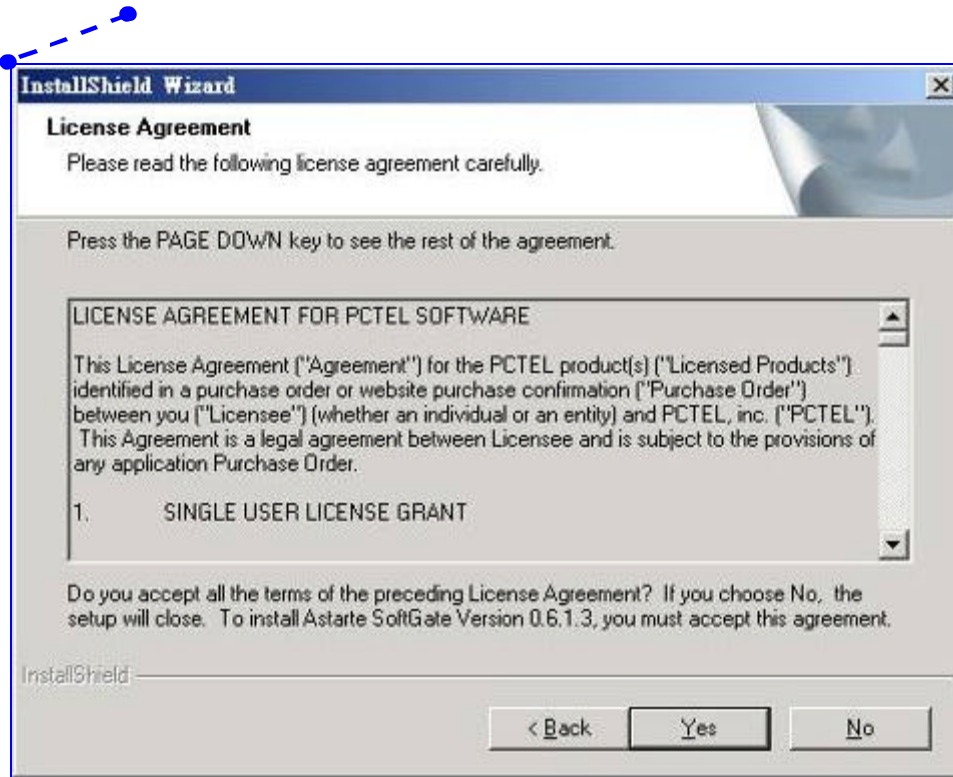 InstallShield Wizard
License Agreement
Please read the following license agreement carefully.
Press the PAGE DOWN key to see the rest of the agreement.
LICENSE AGREEMENT FOR PCTEL SOFTWARE
This License Agreement ("Agreement") for the PCTEL product(s) ("Licensed Products")
identified in a purchase order or website purchase confirmation ("Purchase Order")
between you ("Licensee") (whether an individual or an entity) and PCTEL, inc. ("PCTEL").
This Agreement is a legal agreement between Licensee and is subject to the provisions of
any application Purchase Order.
1. SINGLE USER LICENSE GRANT
Do you accept all the terms of the preceding License Agreement? If you choose No, the
setup will close. To install Astarte SoftGate Version 0.6.1.3, you must accept this agreement.
InstallShield
< Back Yes No